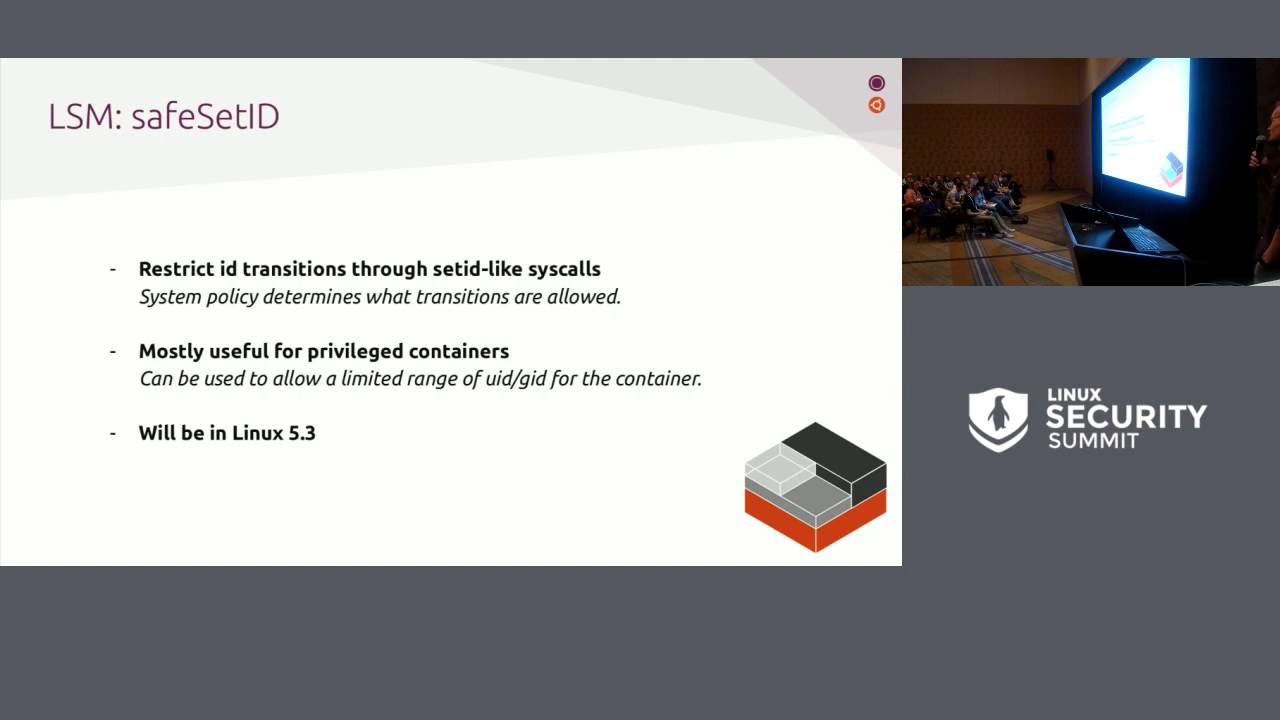 LSM: safeSetID
- Restrict id transitions through setid-like syscalls
System policy determines what transitions are allowed.
- Mostly useful for privileged containers
Can be used to allow a limited range of uid/gid for the container.
- Will be in Linux 5.3
LINUX
SECURITY
SUMMIT